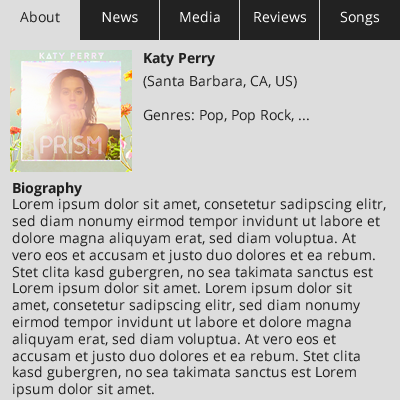 About News Media Reviews Songs
KATY PERRY
PRISM
Katy Perry
(Santa Barbara, CA, US)
Genres: Pop, Pop Rock, ...
Biography
Lorem ipsum dolor sit amet, consetetur sadipscing elitr,
sed diam nonumy eirmod tempor invidunt ut labore et
dolore magna aliquyam erat, sed diam voluptua. At
vero eos et accusam et justo duo dolores et ea rebum.
Stet clita kasd gubergren, no sea takimata sanctus est
Lorem ipsum dolor sit amet. Lorem ipsum dolor sit
amet, consetetur sadipscing elitr, sed diam nonumy
eirmod tempor invidunt ut labore et dolore magna
aliquyam erat, sed diam voluptua. At vero eos et
accusam et justo duo dolores et ea rebum. Stet clita
kasd gubergren, no sea takimata sanctus est Lorem
ipsum dolor sit amet.